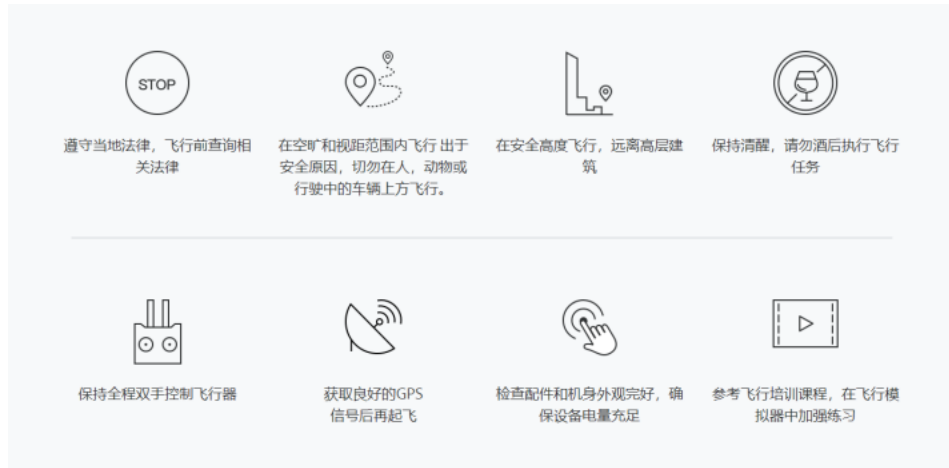 STOP
遵守当地法律，飞行前查询相
关法律
在空旷和视距范围内飞行 出于
安全原因，切勿在人，动物或
行驶中的车辆上方飞行。
在安全高度飞行，远离高层建
筑
保持清醒，请勿酒后执行飞行
任务
保持全程双手控制飞行器
获取良好的GPS
信号后再起飞
检查配件和机身外观完好，确
保设备电量充足
参考飞行培训课程，在飞行模
拟器中加强练习